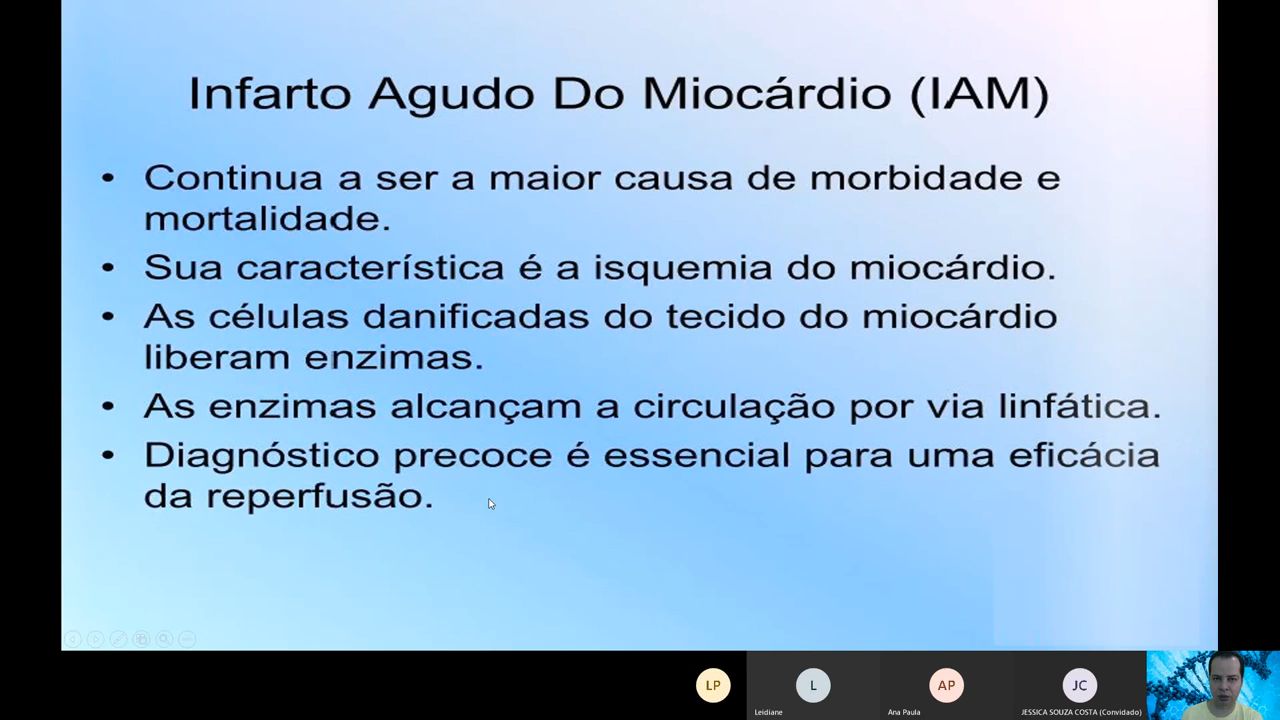 Infarto Agudo Do Miocárdio (IAM)
• Continua a ser a maior causa de morbidade e
mortalidade.
• Sua característica é a isquemia do miocárdio.
• As células danificadas do tecido do miocárdio
liberam enzimas.
• As enzimas alcançam a circulação por via linfática.
• Diagnóstico precoce é essencial para uma eficácia
da reperfusão.
LP
L
AP
JC
Leidiane
Ana Paula
JESSICA SOUZA COSTA (Convidado)